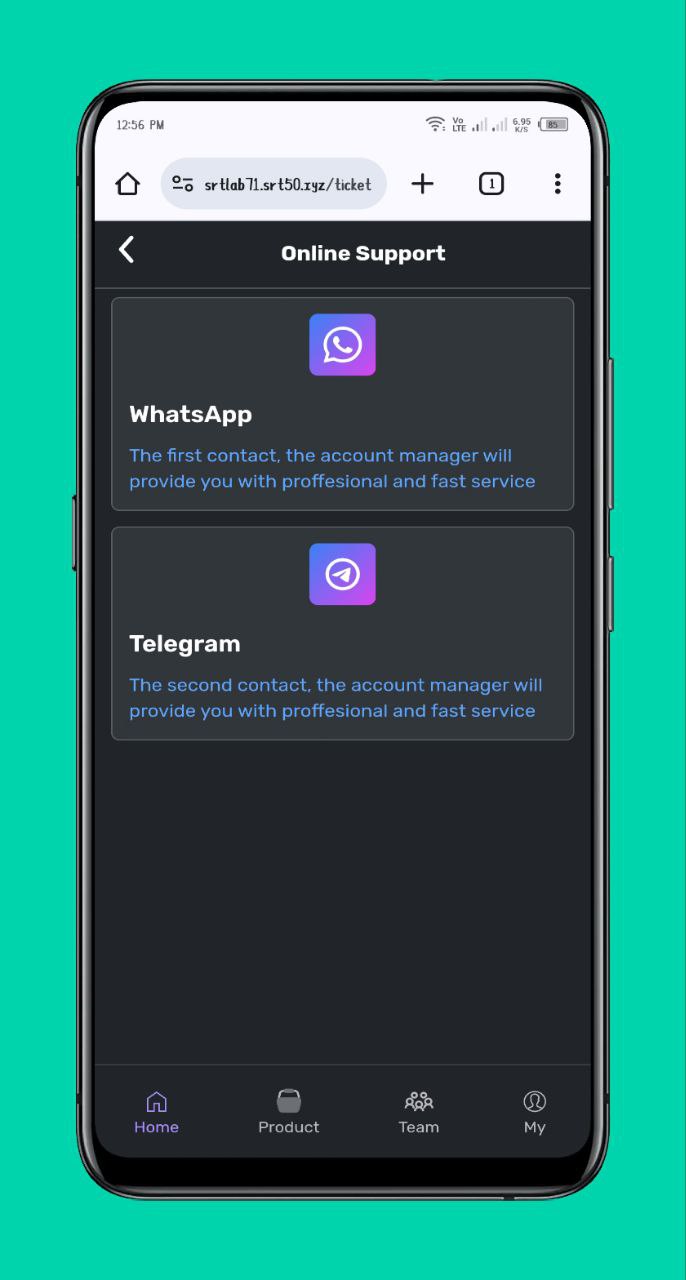 12:56 PM
Vo LTE
6.95 K/S
85
srtlab71.srt50.xyz/ticket
1
Online Support
WhatsApp
The first contact, the account manager will
provide you with proffesional and fast service
Telegram
The second contact, the account manager will
provide you with proffesional and fast service
Home Product Team My